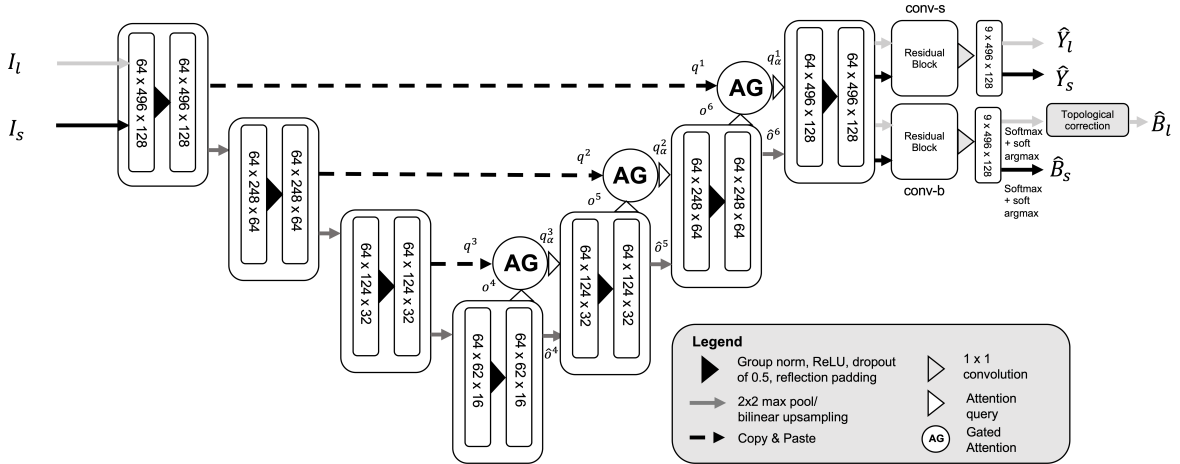 I_l
I_s
64 x 496 x 128
64 x 496 x 128
64 x 248 x 64
64 x 248 x 64
64 x 124 x 32
64 x 124 x 32
64 x 62 x 16
64 x 62 x 16
q^1
q^2
q^3
AG
AG
AG
o^4
ô^4
q_α^3
64 x 124 x 32
64 x 124 x 32
o^5
ô^5
q_α^2
64 x 248 x 64
64 x 248 x 64
o^6
ô^6
q_α^1
64 x 496 x 128
64 x 496 x 128
conv-s
Residual
Block
9 x 496 x 128
Ŷ_l
Ŷ_s
Residual
Block
conv-b
9 x 496 x 128
Softmax
+ soft
argmax
Topological
correction
B̂_l
B̂_s
Softmax
+ soft
argmax
Legend
Group norm, ReLU, dropout
of 0.5, reflection padding
2x2 max pool/
bilinear upsampling
Copy & Paste
1 x 1
convolution
Attention
query
AG
Gated
Attention